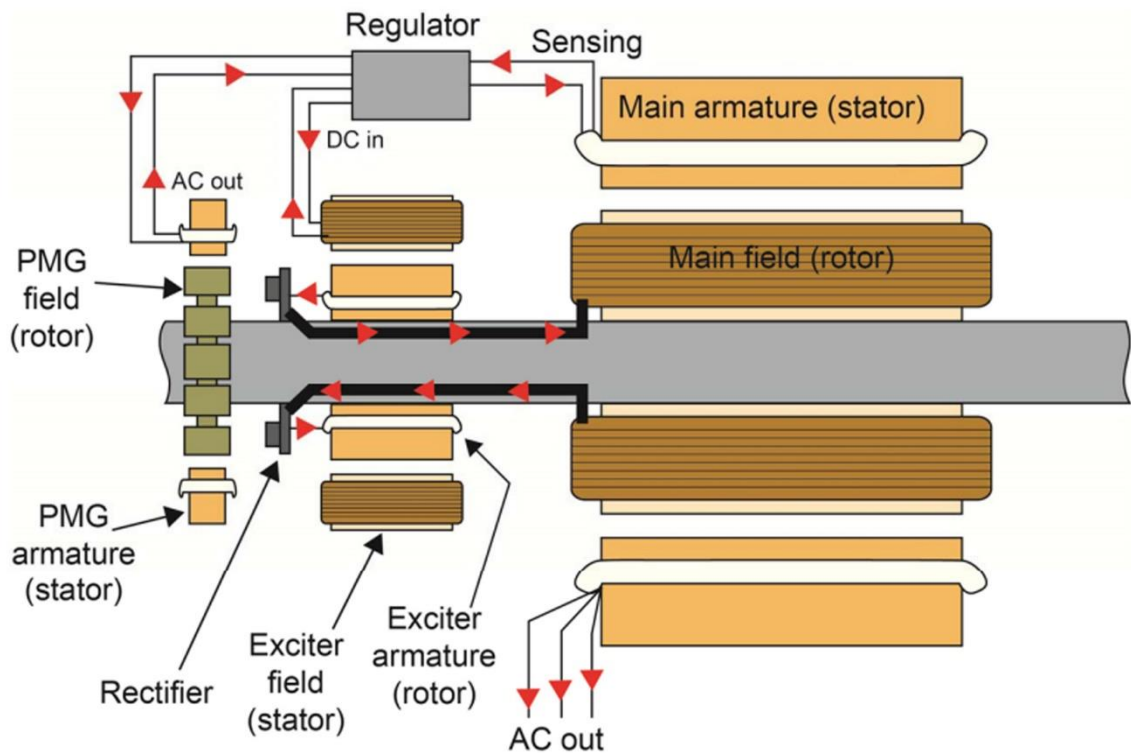 Regulator
Sensing
Main armature (stator)
DC in
AC out
PMG
field
(rotor)
Main field (rotor)
PMG
armature
(stator)
Rectifier
Exciter
field
(stator)
Exciter
armature
(rotor)
AC out